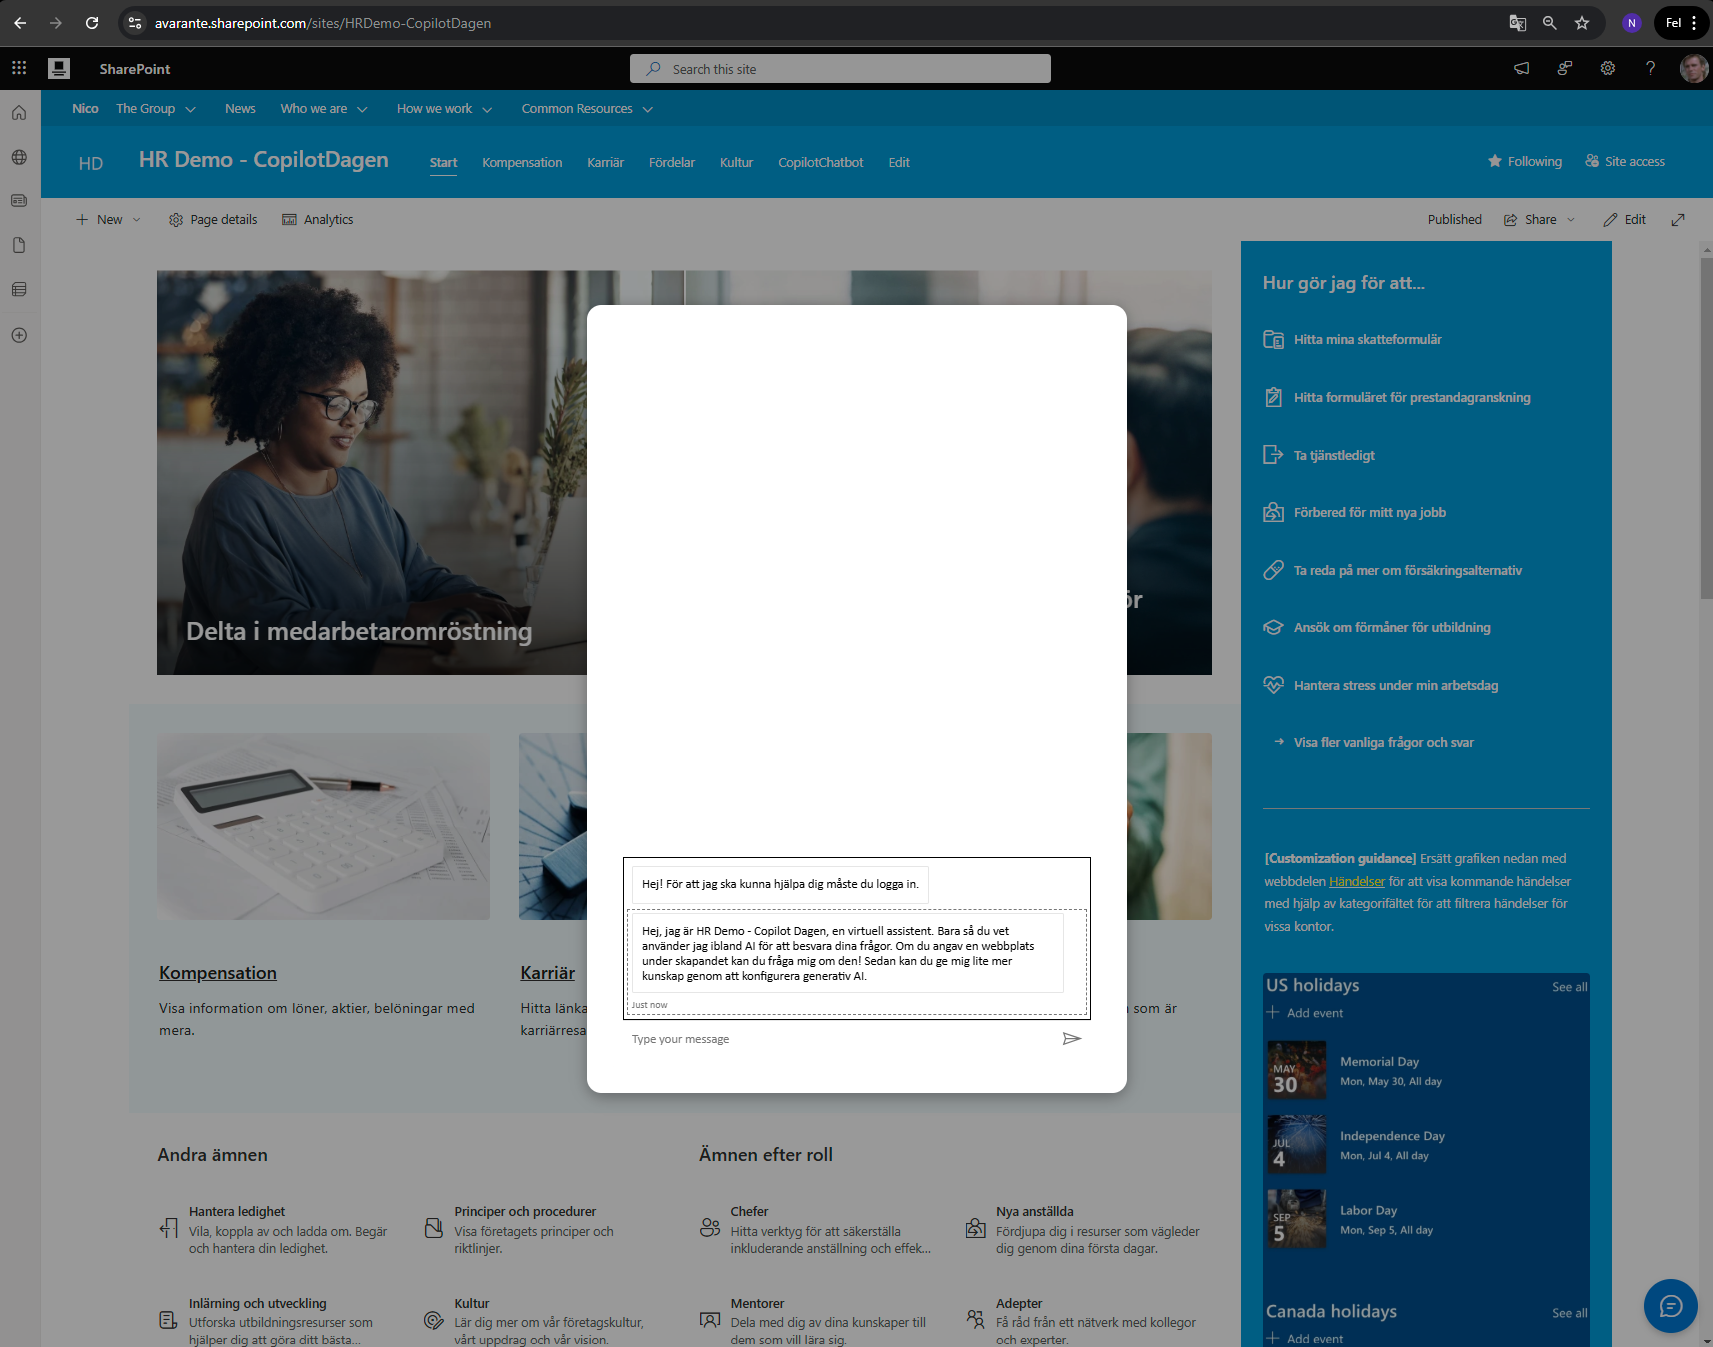 avarante.sharepoint.com/sites/HRDemo-CopilotDagen
N
Fel
SharePoint
Search this site
Nico The Group News Who we are How we work Common Resources
HD
HR Demo - CopilotDagen
Start Kompensation Karriär Fördelar Kultur CopilotChatbot Edit
Following Site access
New Page details Analytics
Published Share Edit
Delta i medarbetaromröstning
ör
Hej! För att jag ska kunna hjälpa dig måste du logga in.
Hej, jag är HR Demo - Copilot Dagen, en virtuell assistent. Bara så du vet
använder jag ibland AI för att besvara dina frågor. Om du angav en webbplats
under skapandet kan du fråga mig om den! Sedan kan du ge mig lite mer
kunskap genom att konfigurera generativ AI.
Just now
Type your message
Kompensation
Visa information om löner, aktier, belöningar med
mera.
Karriär
Hitta länka
karriärresa
som är
Andra ämnen
Hantera ledighet
Vila, koppla av och ladda om. Begär
och hantera din ledighet.
Principer och procedurer
Visa företagets principer och
riktlinjer.
Inlärning och utveckling
Utforska utbildningsresurser som
hjälper dig att göra ditt bästa...
Kultur
Lär dig mer om vår företagskultur,
vårt uppdrag och vår vision.
Ämnen efter roll
Chefer
Hitta verktyg för att säkerställa
inkluderande anställning och effek...
Nya anställda
Fördjupa dig i resurser som vägleder
dig genom dina första dagar.
Mentorer
Dela med dig av dina kunskaper till
dem som vill lära sig.
Adepter
Få råd från ett nätverk med kollegor
och experter.
Hur gör jag för att...
Hitta mina skatteformulär
Hitta formuläret för prestandagranskning
Ta tjänstledigt
Förbered för mitt nya jobb
Ta reda på mer om försäkringsalternativ
Ansök om förmåner för utbildning
Hantera stress under min arbetsdag
Visa fler vanliga frågor och svar
[Customization guidance] Ersätt grafiken nedan med
webbdelen Händelser för att visa kommande händelser
med hjälp av kategorifältet för att filtrera händelser för
vissa kontor.
US holidays See all
Add event
MAY
30
Memorial Day
Mon, May 30, All day
JUL
4
Independence Day
Mon, Jul 4, All day
SEP
5
Labor Day
Mon, Sep 5, All day
Canada holidays See all
Add event